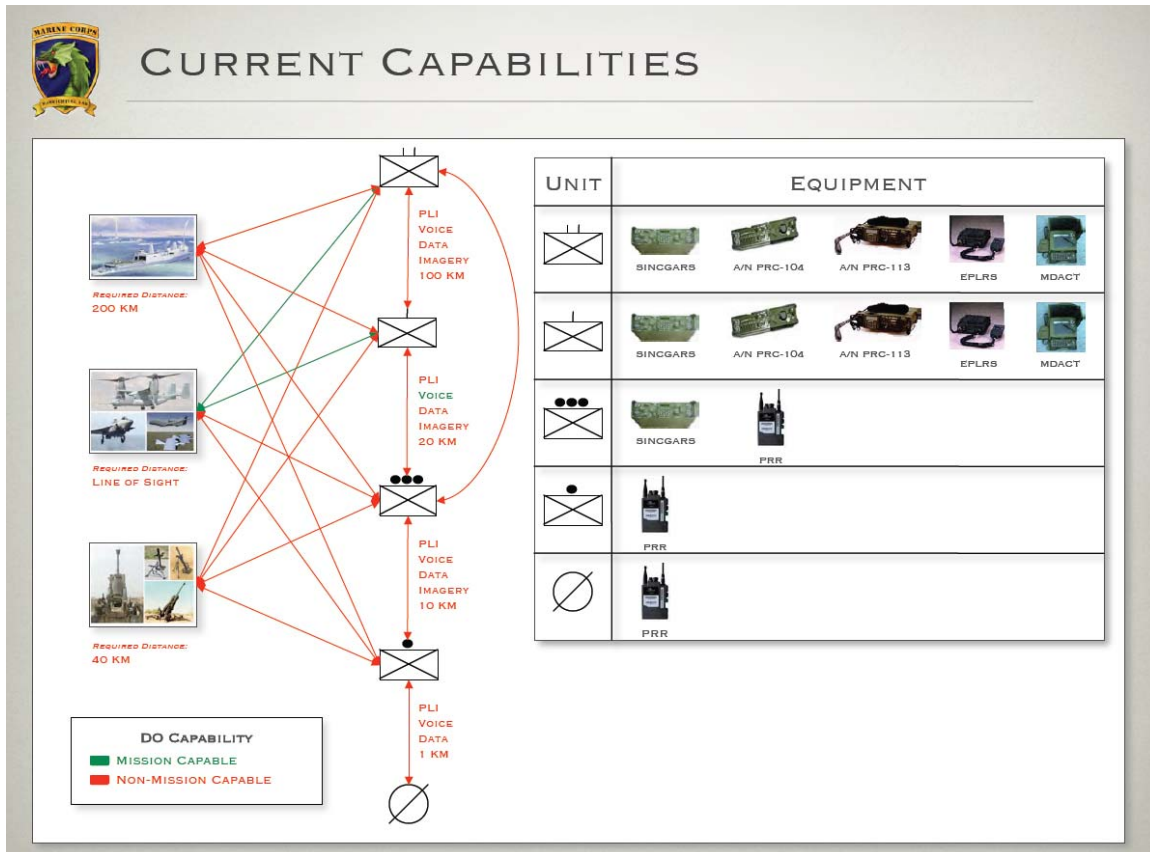 MARINE CORPS
CURRENT CAPABILITIES
PLI
VOICE
DATA
IMAGERY
100 KM
REQUIRED DISTANCE:
200 KM
PLI
VOICE
DATA
IMAGERY
20 KM
REQUIRED DISTANCE:
LINE OF SIGHT
PLI
VOICE
DATA
IMAGERY
10 KM
REQUIRED DISTANCE:
40 KM
PLI
VOICE
DATA
1 KM
DO CAPABILITY
MISSION CAPABLE
NON-MISSION CAPABLE
UNIT EQUIPMENT
SINCGARS A/N PRC-104 A/N PRC-113 EPLRS MDACT
SINCGARS A/N PRC-104 A/N PRC-113 EPLRS MDACT
SINCGARS PRR
PRR
PRR